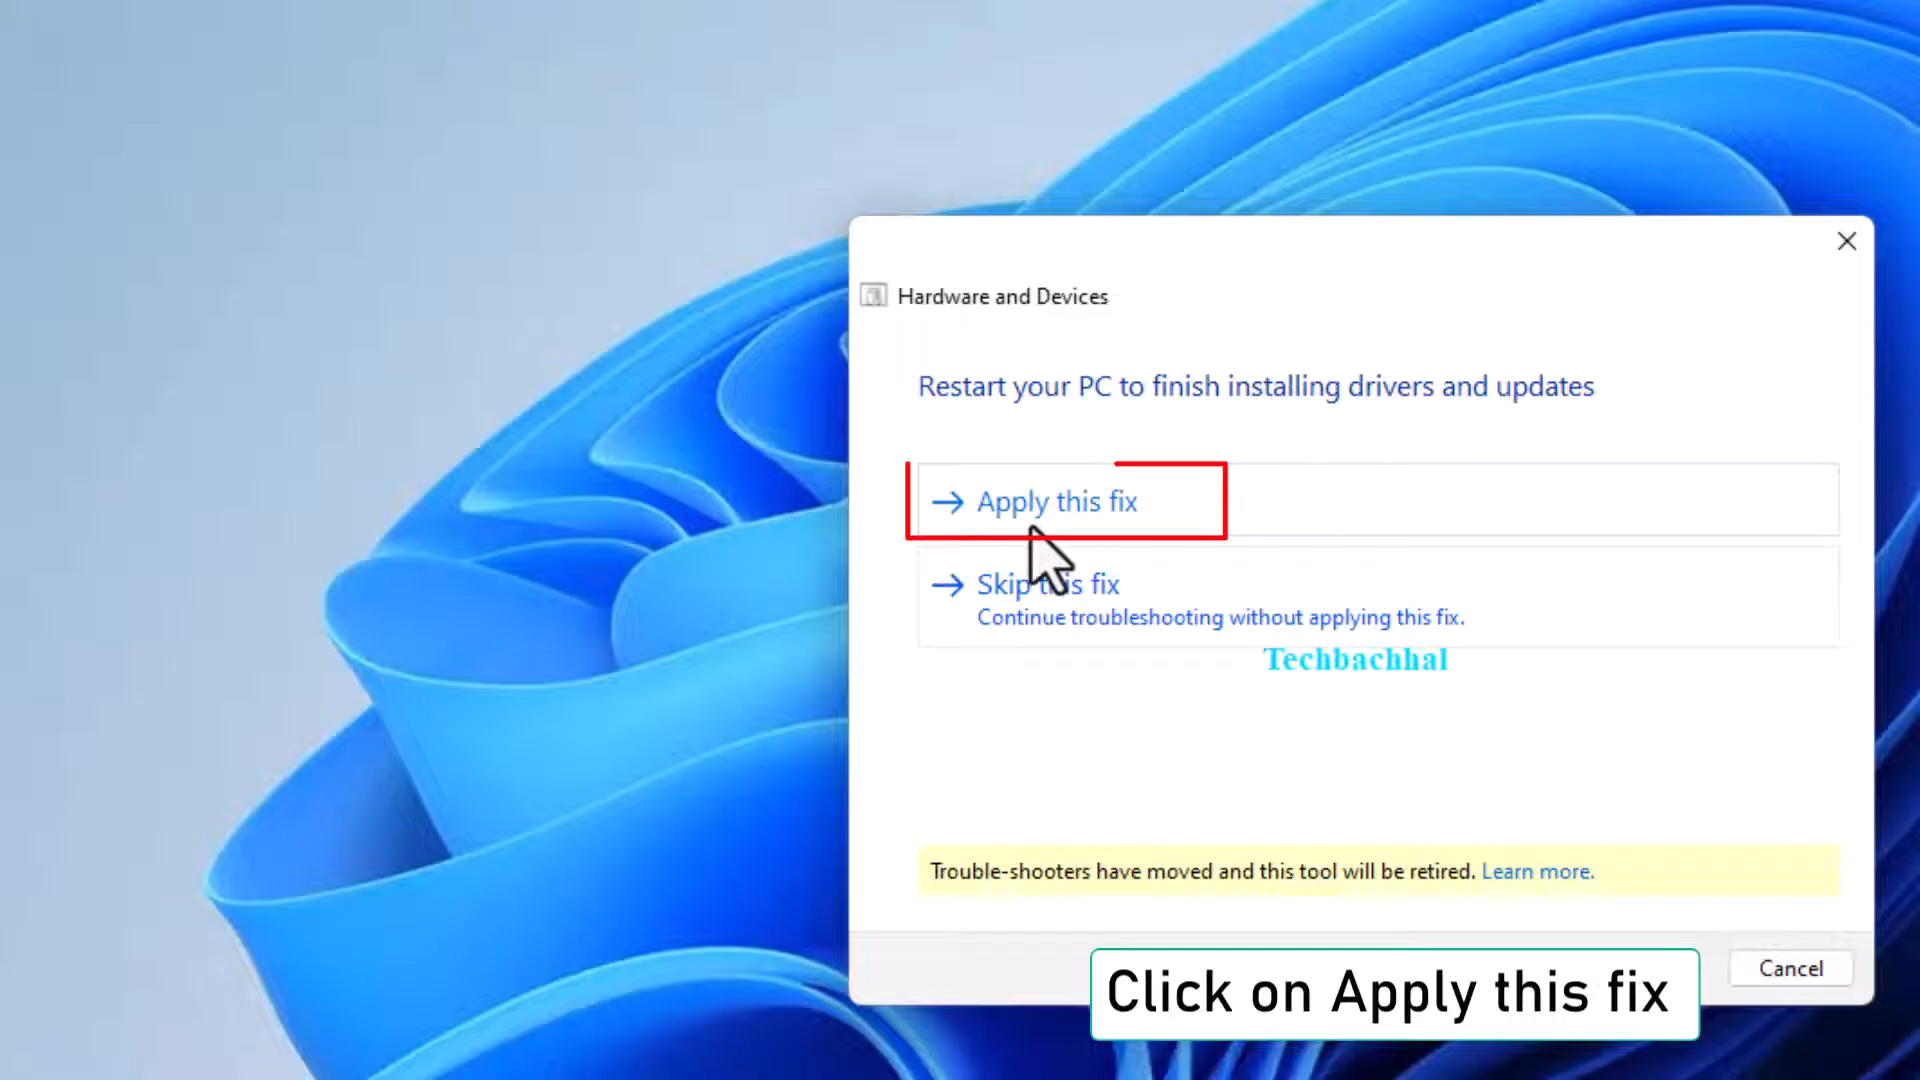 Hardware and Devices
Restart your PC to finish installing drivers and updates
Apply this fix
Skip this fix
Continue troubleshooting without applying this fix.
Techbachhal
Trouble-shooters have moved and this tool will be retired. Learn more.
Cancel
Click on Apply this fix